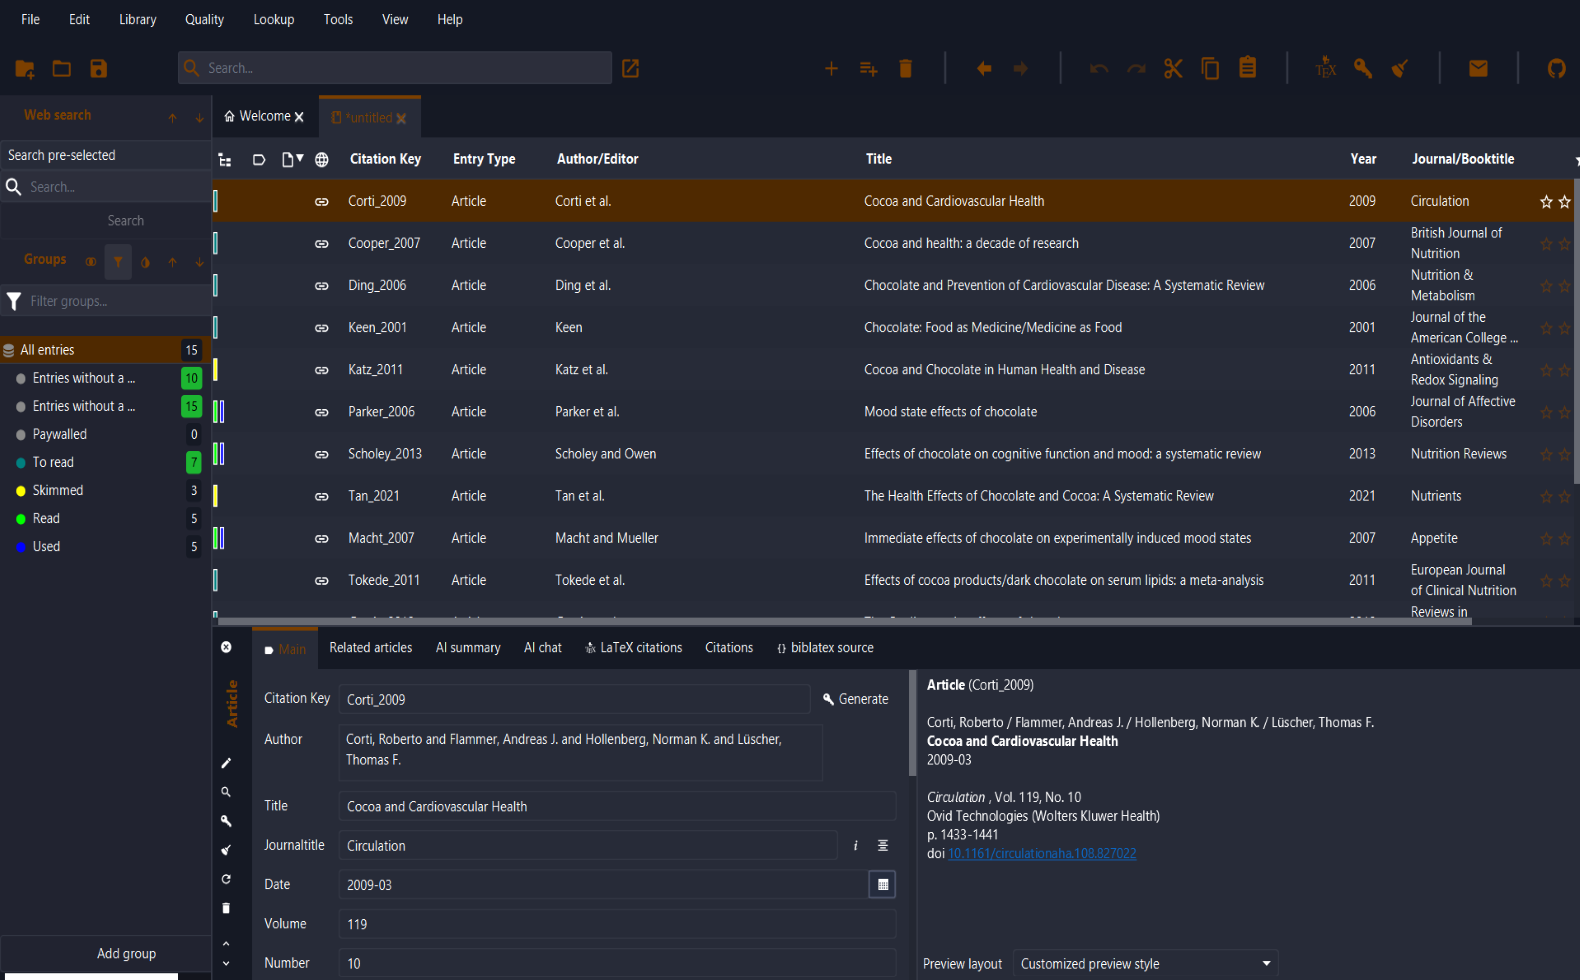 File Edit Library Quality Lookup Tools View Help
Search...
TEX
Web search
Search pre-selected
Search...
Search
Groups
Filter groups...
All entries 15
Entries without a ... 10
Entries without a ... 15
Paywalled 0
To read 7
Skimmed 3
Read 5
Used 5
Add group
Welcome *untitled
Citation Key Entry Type Author/Editor Title Year Journal/Booktitle
Corti_2009 Article Corti et al. Cocoa and Cardiovascular Health 2009 Circulation
Cooper_2007 Article Cooper et al. Cocoa and health: a decade of research 2007 British Journal of
Nutrition
Ding_2006 Article Ding et al. Chocolate and Prevention of Cardiovascular Disease: A Systematic Review 2006 Nutrition &
Metabolism
Keen_2001 Article Keen Chocolate: Food as Medicine/Medicine as Food 2001 Journal of the
American College ...
Katz_2011 Article Katz et al. Cocoa and Chocolate in Human Health and Disease 2011 Antioxidants &
Redox Signaling
Parker_2006 Article Parker et al. Mood state effects of chocolate 2006 Journal of Affective
Disorders
Scholey_2013 Article Scholey and Owen Effects of chocolate on cognitive function and mood: a systematic review 2013 Nutrition Reviews
Tan_2021 Article Tan et al. The Health Effects of Chocolate and Cocoa: A Systematic Review 2021 Nutrients
Macht_2007 Article Macht and Mueller Immediate effects of chocolate on experimentally induced mood states 2007 Appetite
Tokede_2011 Article Tokede et al. Effects of cocoa products/dark chocolate on serum lipids: a meta-analysis 2011 European Journal
of Clinical Nutrition
Reviews in
Main Related articles AI summary AI chat LaTeX citations Citations {} biblatex source
Article
Citation Key Corti_2009 Generate
Author Corti, Roberto and Flammer, Andreas J. and Hollenberg, Norman K. and Lüscher,
Thomas F.
Title Cocoa and Cardiovascular Health
Journaltitle Circulation i
Date 2009-03
Volume 119
Number 10
Article (Corti_2009)
Corti, Roberto / Flammer, Andreas J. / Hollenberg, Norman K. / Lüscher, Thomas F.
Cocoa and Cardiovascular Health
2009-03
Circulation , Vol. 119, No. 10
Ovid Technologies (Wolters Kluwer Health)
p. 1433-1441
doi 10.1161/circulationaha.108.827022
Preview layout Customized preview style